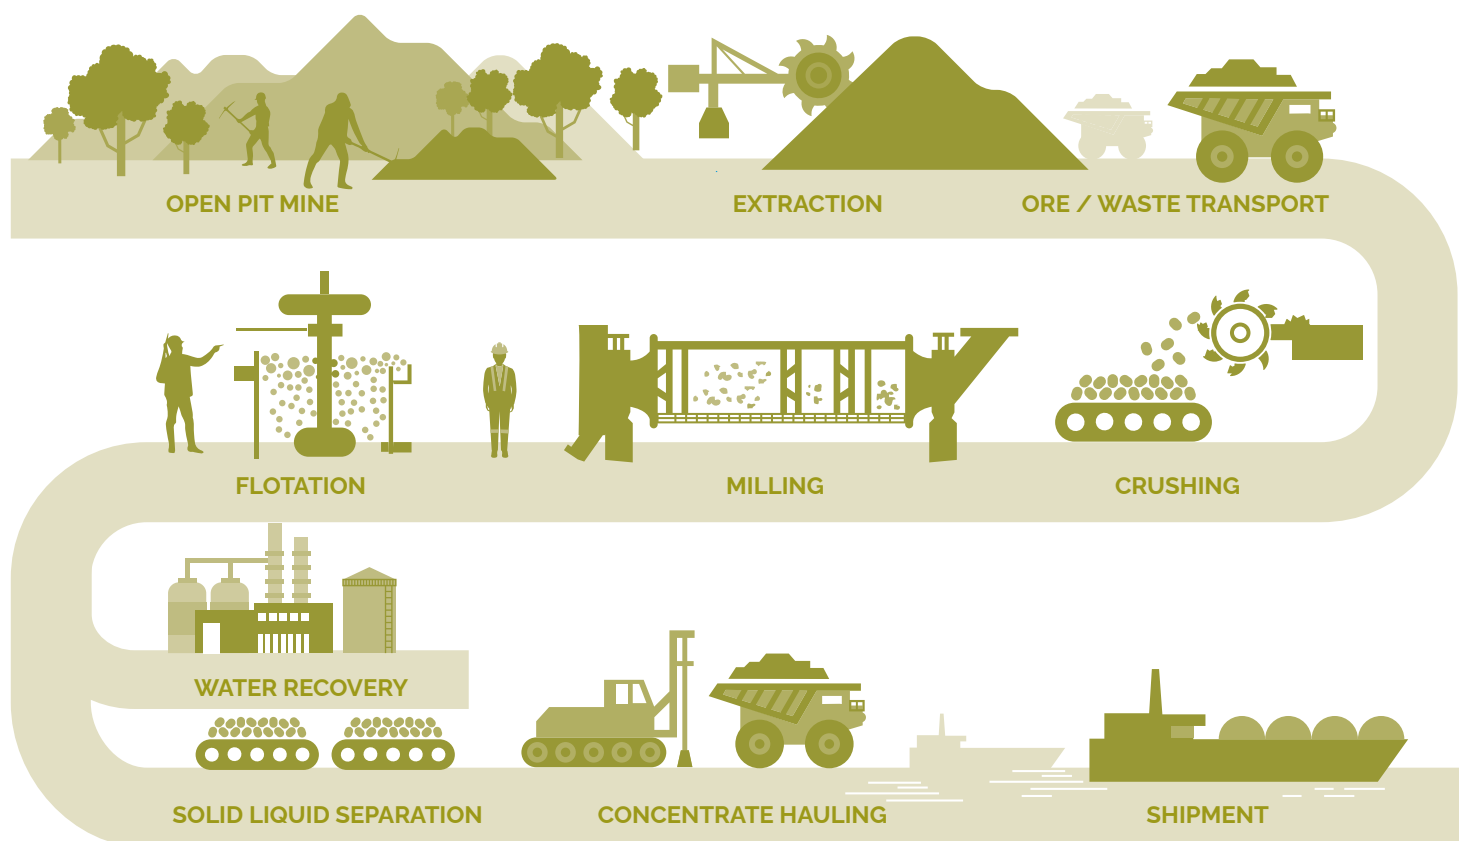 OPEN PIT MINE
EXTRACTION
ORE / WASTE TRANSPORT
CRUSHING
MILLING
FLOTATION
WATER RECOVERY
SOLID LIQUID SEPARATION
CONCENTRATE HAULING
SHIPMENT